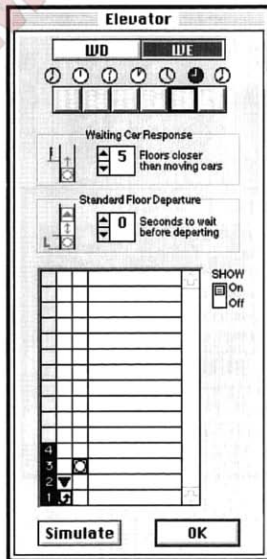 Elevator
WD WE
Waiting Car Response
5 Floors closer
than moving cars
Standard Floor Departure
L 0 Seconds to wait
before departing
SHOW
On
Off
4
3
2
1
Simulate OK